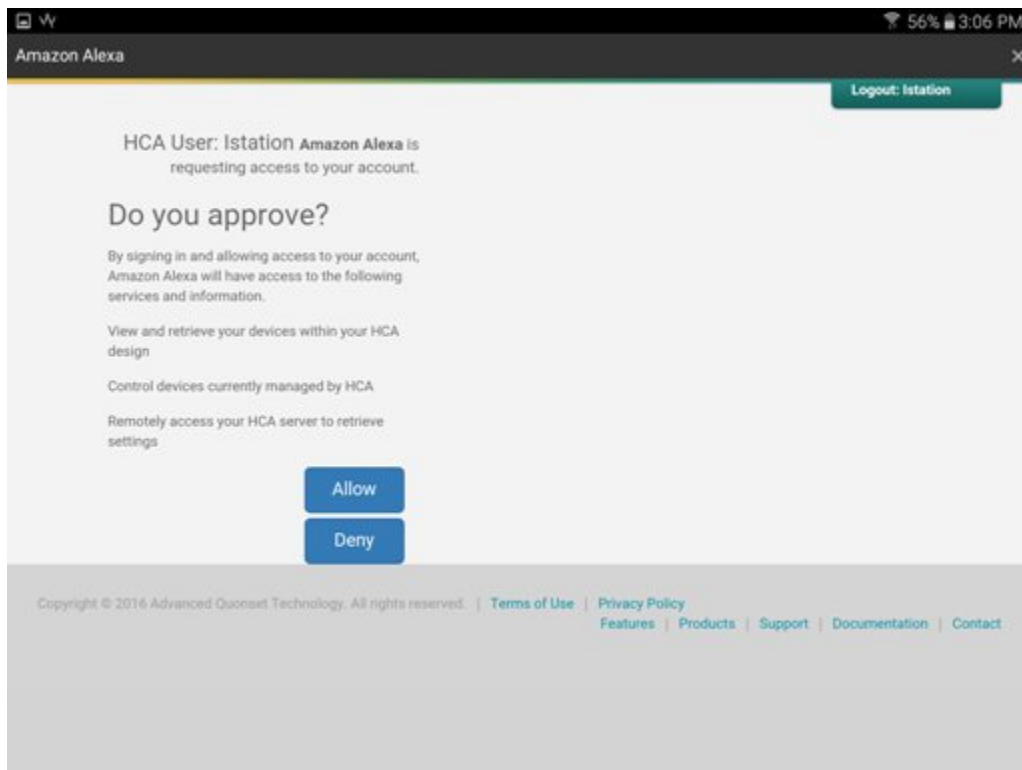 56% 3:06 PM
Amazon Alexa ×
Logout: Istation
HCA User: Istation Amazon Alexa is
requesting access to your account.
Do you approve?
By signing in and allowing access to your account,
Amazon Alexa will have access to the following
services and information.
View and retrieve your devices within your HCA
design
Control devices currently managed by HCA
Remotely access your HCA server to retrieve
settings
Allow
Deny
Copyright © 2016 Advanced Quonset Technology. All rights reserved. | Terms of Use | Privacy Policy
Features | Products | Support | Documentation | Contact